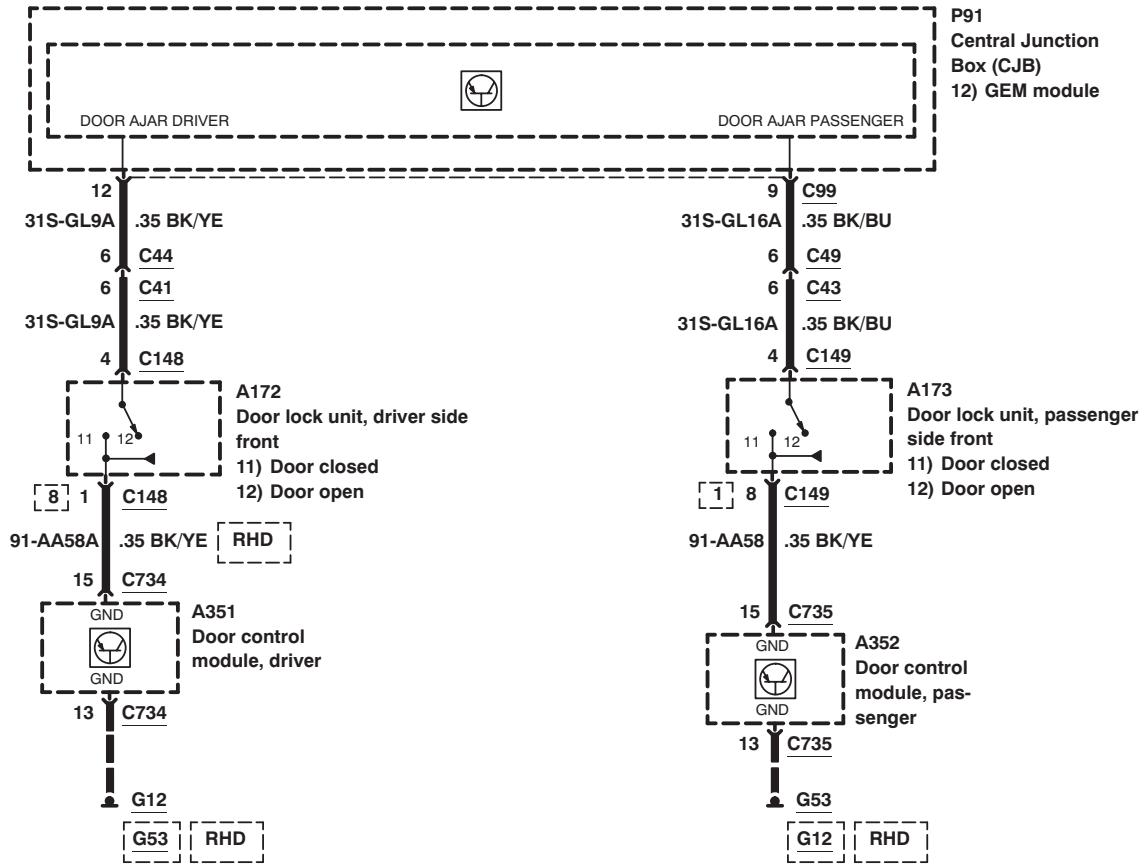 P91
Central Junction
Box (CJB)
12) GEM module
DOOR AJAR DRIVER
DOOR AJAR PASSENGER
12
9 C99
31S-GL9A .35 BK/YE
31S-GL16A .35 BK/BU
6 C44
6 C49
6 C41
6 C43
31S-GL9A .35 BK/YE
31S-GL16A .35 BK/BU
4 C148
4 C149
A172
Door lock unit, driver side
front
11) Door closed
12) Door open
11 12
A173
Door lock unit, passenger
side front
11) Door closed
12) Door open
11 12
8 1 C148
1 8 C149
91-AA58A .35 BK/YE RHD
91-AA58 .35 BK/YE
15 C734
GND
GND
A351
Door control
module, driver
15 C735
GND
GND
A352
Door control
module, pas-
senger
13 C734
13 C735
G12
G53 RHD
G53
G12 RHD